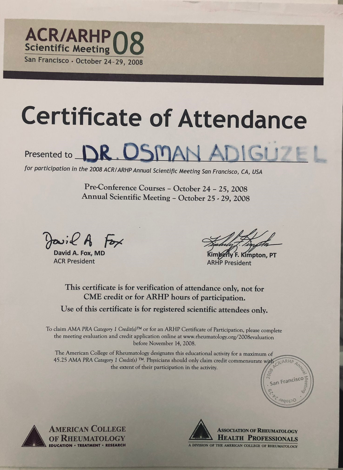 ACR/ARHP
Scientific Meeting 08
San Francisco • October 24-29, 2008
Certificate of Attendance
Presented to DR. OSMAN ADIGÜZEL
for participation in the 2008 ACR/ARHP Annual Scientific Meeting San Francisco, CA, USA
Pre-Conference Courses – October 24 – 25, 2008
Annual Scientific Meeting – October 25 - 29, 2008
David A Fox
David A. Fox, MD
ACR President
Kimberly F. Kimpton, PT
ARHP President
This certificate is for verification of attendance only, not for
CME credit or for ARHP hours of participation.
Use of this certificate is for registered scientific attendees only.
To claim AMA PRA Category 1 Credit(s)™ or for an ARHP Certificate of Participation, please complete
the meeting evaluation and credit application online at www.rheumatology.org/2008evaluation
before November 14, 2008.
The American College of Rheumatology designates this educational activity for a maximum of
45.25 AMA PRA Category 1 Credit(s) ™. Physicians should only claim credit commensurate with
the extent of their participation in the activity.
San Francisco
AMERICAN COLLEGE
OF RHEUMATOLOGY
EDUCATION • TREATMENT • RESEARCH
ASSOCIATION OF RHEUMATOLOGY
HEALTH PROFESSIONALS
A DIVISION OF THE AMERICAN COLLEGE OF RHEUMATOLOGY